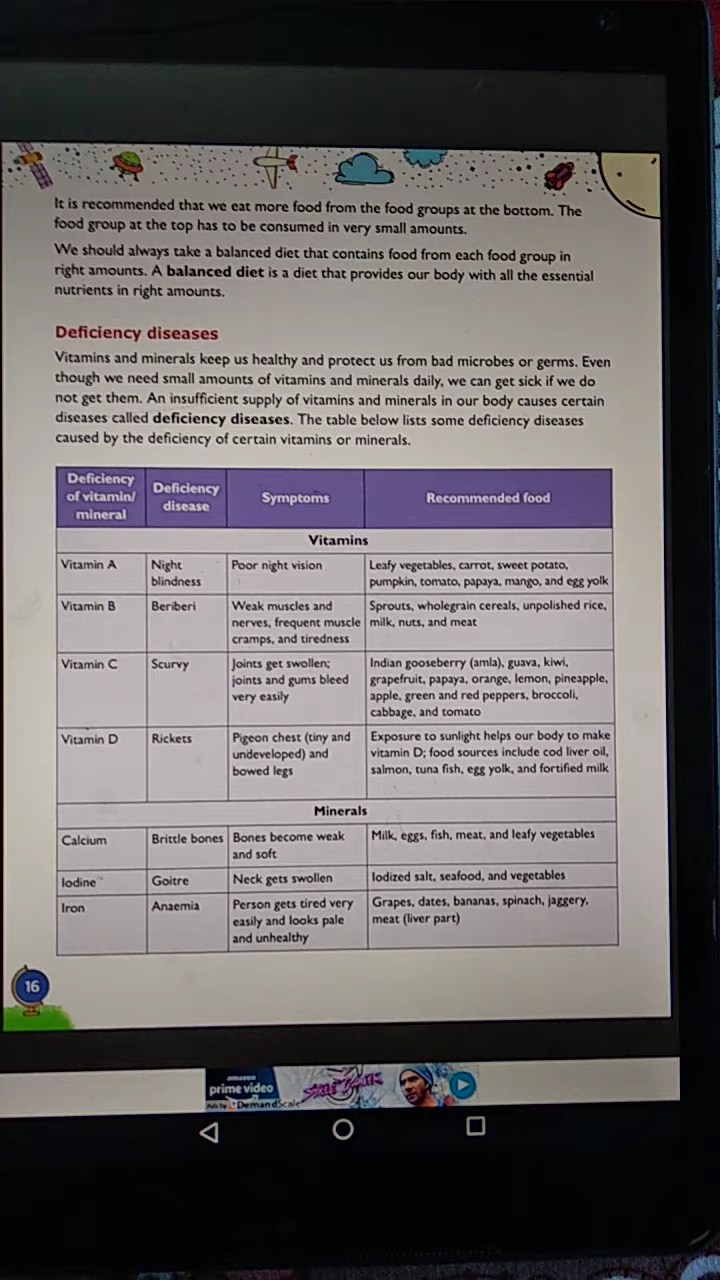 It is recommended that we eat more food from the food groups at the bottom. The
food group at the top has to be consumed in very small amounts.
We should always take a balanced diet that contains food from each food group in
right amounts. A balanced diet is a diet that provides our body with all the essential
nutrients in right amounts.
Deficiency diseases
Vitamins and minerals keep us healthy and protect us from bad microbes or germs. Even
though we need small amounts of vitamins and minerals daily, we can get sick if we do
not get them. An insufficient supply of vitamins and minerals in our body causes certain
diseases called deficiency diseases. The table below lists some deficiency diseases
caused by the deficiency of certain vitamins or minerals.
Deficiency
of vitamin/
mineral
Deficiency
disease
Symptoms
Recommended food
Vitamins
Vitamin A
Night
blindness
Poor night vision
Leafy vegetables, carrot, sweet potato,
pumpkin, tomato, papaya, mango, and egg yolk
Vitamin B
Beriberi
Weak muscles and
nerves, frequent muscle
cramps, and tiredness
Sprouts, wholegrain cereals, unpolished rice,
milk, nuts, and meat
Vitamin C
Scurvy
Joints get swollen;
joints and gums bleed
very easily
Indian gooseberry (amla), guava, kiwi,
grapefruit, papaya, orange, lemon, pineapple,
apple, green and red peppers, broccoli,
cabbage, and tomato
Vitamin D
Rickets
Pigeon chest (tiny and
undeveloped) and
bowed legs
Exposure to sunlight helps our body to make
vitamin D; food sources include cod liver oil,
salmon, tuna fish, egg yolk, and fortified milk
Minerals
Calcium
Brittle bones
Bones become weak
and soft
Milk, eggs, fish, meat, and leafy vegetables
Iodine
Goitre
Neck gets swollen
Iodized salt, seafood, and vegetables
Iron
Anaemia
Person gets tired very
easily and looks pale
and unhealthy
Grapes, dates, bananas, spinach, jaggery,
meat (liver part)
16
amazon
prime video
Ads by DemandScale